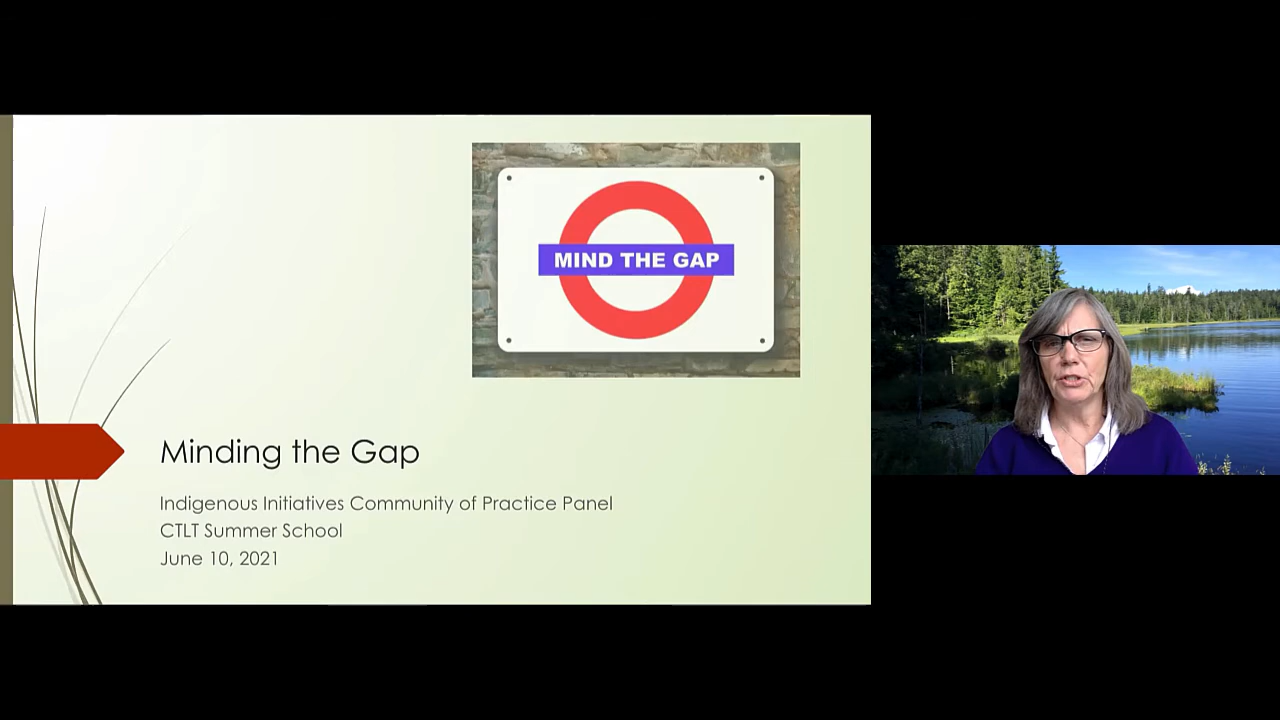 MIND THE GAP
Minding the Gap
Indigenous Initiatives Community of Practice Panel
CTLT Summer School
June 10, 2021